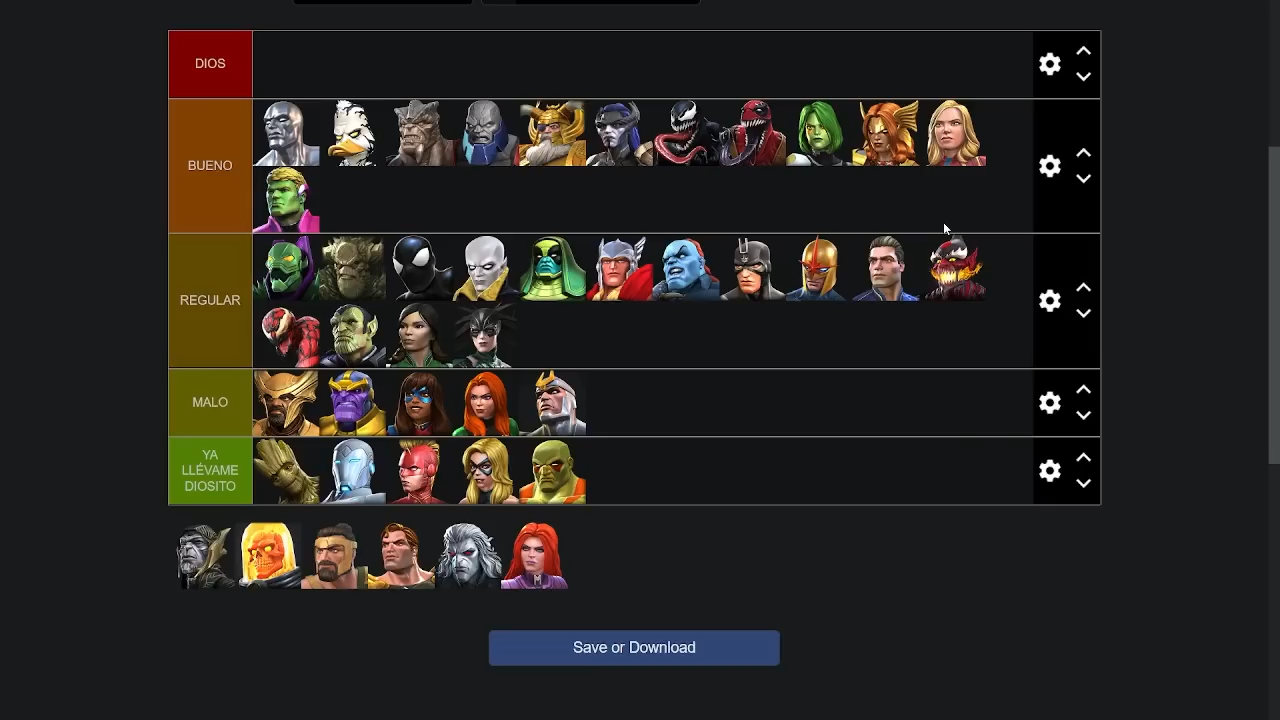 DIOS
BUENO
REGULAR
MALO
YA
LLÉVAME
DIOSITO
Save or Download